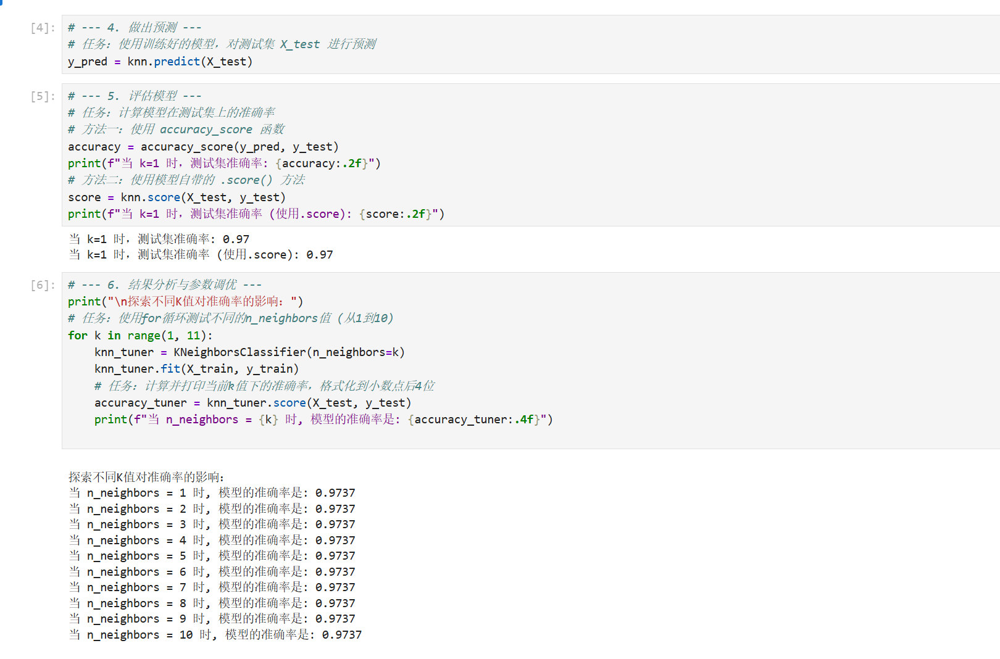 [4]:
# --- 4. 做出预测 ---
# 任务：使用训练好的模型，对测试集 X_test 进行预测
y_pred = knn.predict(X_test)
[5]:
# --- 5. 评估模型 ---
# 任务：计算模型在测试集上的准确率
# 方法一：使用 accuracy_score 函数
accuracy = accuracy_score(y_pred, y_test)
print(f"当 k=1 时，测试集准确率: {accuracy:.2f}")
# 方法二：使用模型自带的 .score() 方法
score = knn.score(X_test, y_test)
print(f"当 k=1 时，测试集准确率 (使用.score): {score:.2f}")
当 k=1 时，测试集准确率: 0.97
当 k=1 时，测试集准确率 (使用.score): 0.97
[6]:
# --- 6. 结果分析与参数调优 ---
print("\n探索不同K值对准确率的影响：")
# 任务：使用for循环测试不同的n_neighbors值 (从1到10)
for k in range(1, 11):
    knn_tuner = KNeighborsClassifier(n_neighbors=k)
    knn_tuner.fit(X_train, y_train)
    # 任务：计算并打印当前k值下的准确率，格式化到小数点后4位
    accuracy_tuner = knn_tuner.score(X_test, y_test)
    print(f"当 n_neighbors = {k} 时, 模型的准确率是: {accuracy_tuner:.4f}")
探索不同K值对准确率的影响：
当 n_neighbors = 1 时, 模型的准确率是: 0.9737
当 n_neighbors = 2 时, 模型的准确率是: 0.9737
当 n_neighbors = 3 时, 模型的准确率是: 0.9737
当 n_neighbors = 4 时, 模型的准确率是: 0.9737
当 n_neighbors = 5 时, 模型的准确率是: 0.9737
当 n_neighbors = 6 时, 模型的准确率是: 0.9737
当 n_neighbors = 7 时, 模型的准确率是: 0.9737
当 n_neighbors = 8 时, 模型的准确率是: 0.9737
当 n_neighbors = 9 时, 模型的准确率是: 0.9737
当 n_neighbors = 10 时, 模型的准确率是: 0.9737